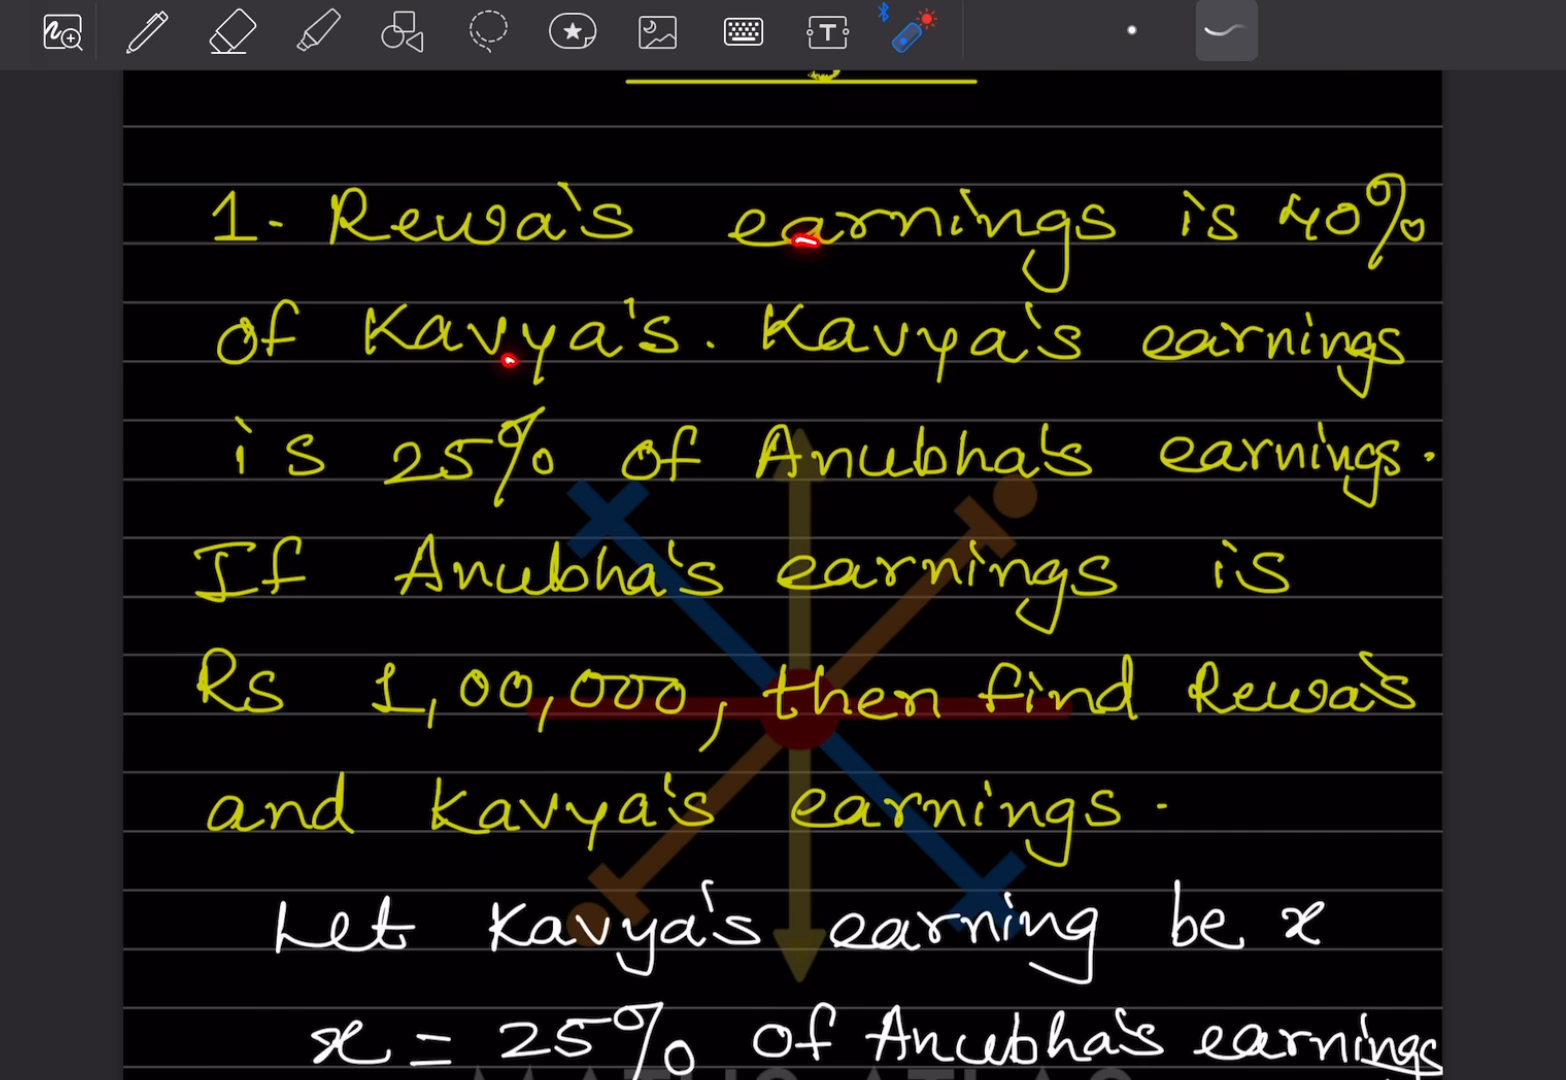 1. Rewa's earnings is 40%
of Kavya's. Kavya's earnings
is 25% of Anubha's earnings.
If Anubha's earnings is
Rs 1,00,000, then find Rewa's
and Kavya's earnings.
Let Kavya's earning be x
x = 25% of Anubha's earnings